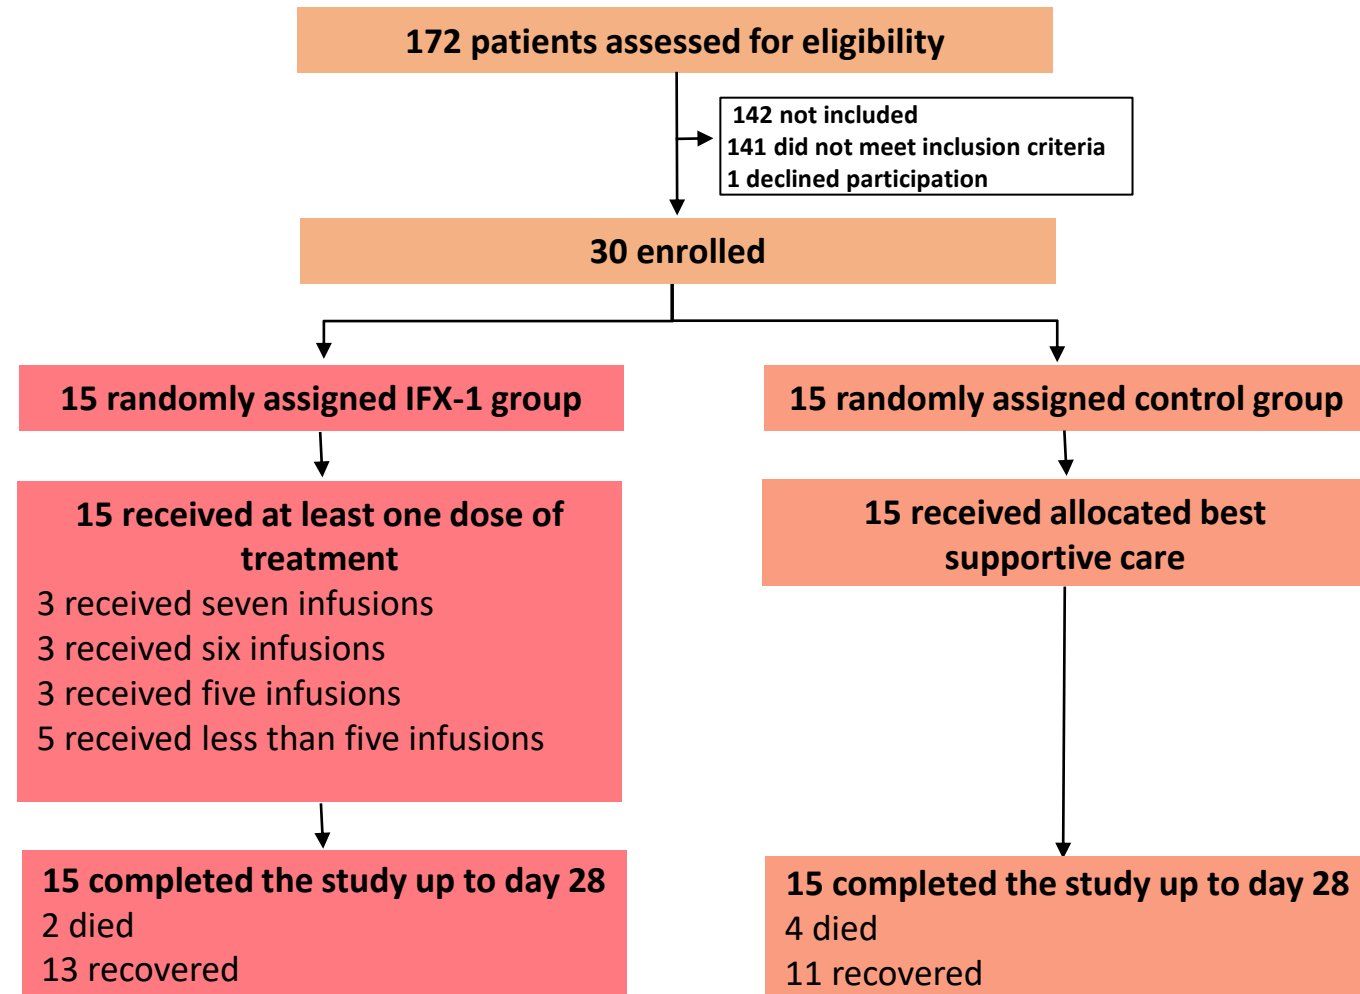 172 patients assessed for eligibility
142 not included
141 did not meet inclusion criteria
1 declined participation
30 enrolled
15 randomly assigned IFX-1 group
15 randomly assigned control group
15 received at least one dose of
treatment
3 received seven infusions
3 received six infusions
3 received five infusions
5 received less than five infusions
15 received allocated best
supportive care
15 completed the study up to day 28
2 died
13 recovered
15 completed the study up to day 28
4 died
11 recovered